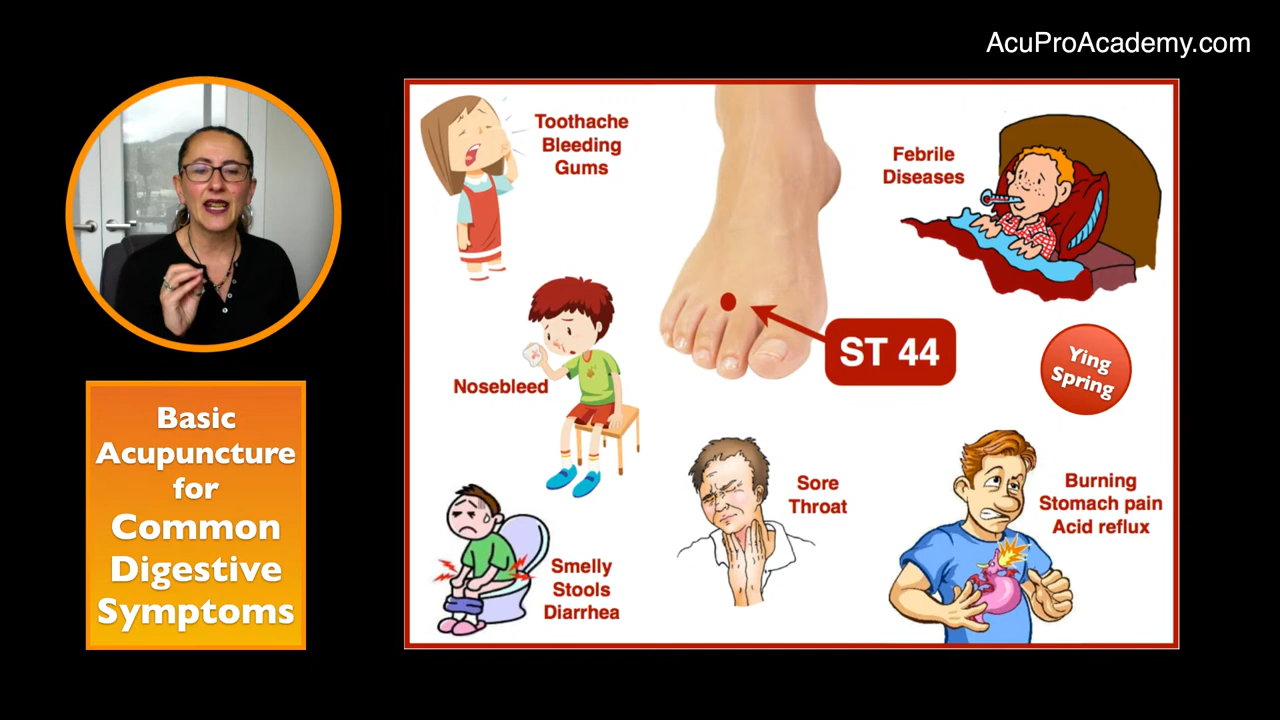 AcuProAcademy.com
Basic
Acupuncture
for
Common
Digestive
Symptoms
Toothache
Bleeding
Gums
Febrile
Diseases
ST 44
Ying
Spring
Nosebleed
Smelly
Stools
Diarrhea
Sore
Throat
Burning
Stomach pain
Acid reflux